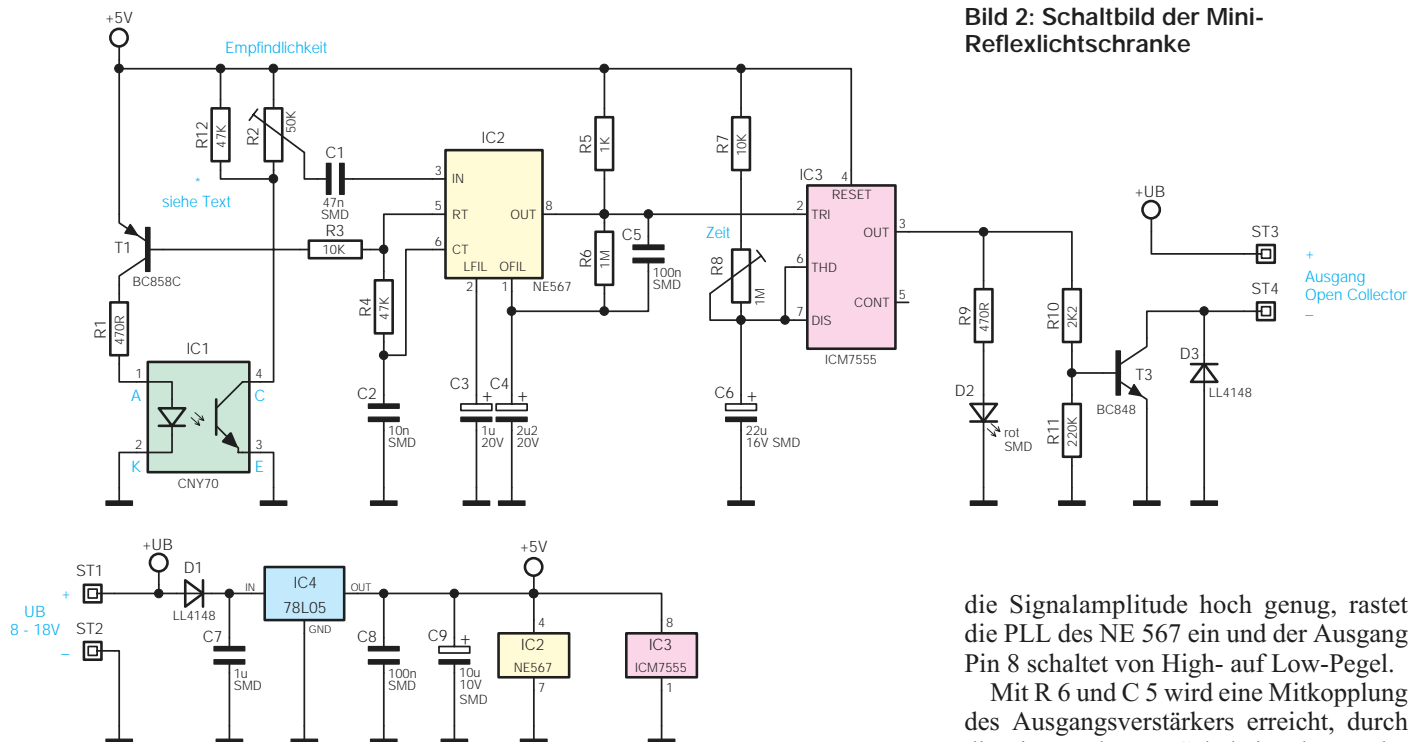 Bild 2: Schaltbild der Mini-
Reflexlichtschranke
+5V
Empfindlichkeit
R12
47K
R2
50K
*
siehe Text
C1
47n
SMD
IC2
3
IN
5
RT
6
CT
OUT
8
LFIL
OFIL
2
1
NE567
R5
1K
R6
1M
C5
100n
SMD
R7
10K
Zeit
R8
1M
IC3
4
RESET
2
TRI
OUT
3
6
THD
CONT
5
7
DIS
ICM7555
T1
BC858C
R3
10K
R4
47K
R1
470R
IC1
1
A
4
C
2
K
3
E
CNY70
C2
10n
SMD
C3
+
1u
20V
C4
+
2u2
20V
C6
+
22u
16V SMD
R9
470R
D2
rot
SMD
R10
2K2
R11
220K
T3
BC848
D3
LL4148
+UB
ST3
+
Ausgang
Open Collector
ST4
–
ST1
+
UB
8 - 18V
ST2
–
+UB
D1
LL4148
C7
1u
SMD
IN
IC4
78L05
OUT
GND
C8
100n
SMD
C9
+
10u
10V
SMD
+5V
4
IC2
NE567
7
8
IC3
ICM7555
1
die Signalamplitude hoch genug, rastet
die PLL des NE 567 ein und der Ausgang
Pin 8 schaltet von High- auf Low-Pegel.
Mit R 6 und C 5 wird eine Mitkopplung
des Ausgangsverstärkers erreicht, durch